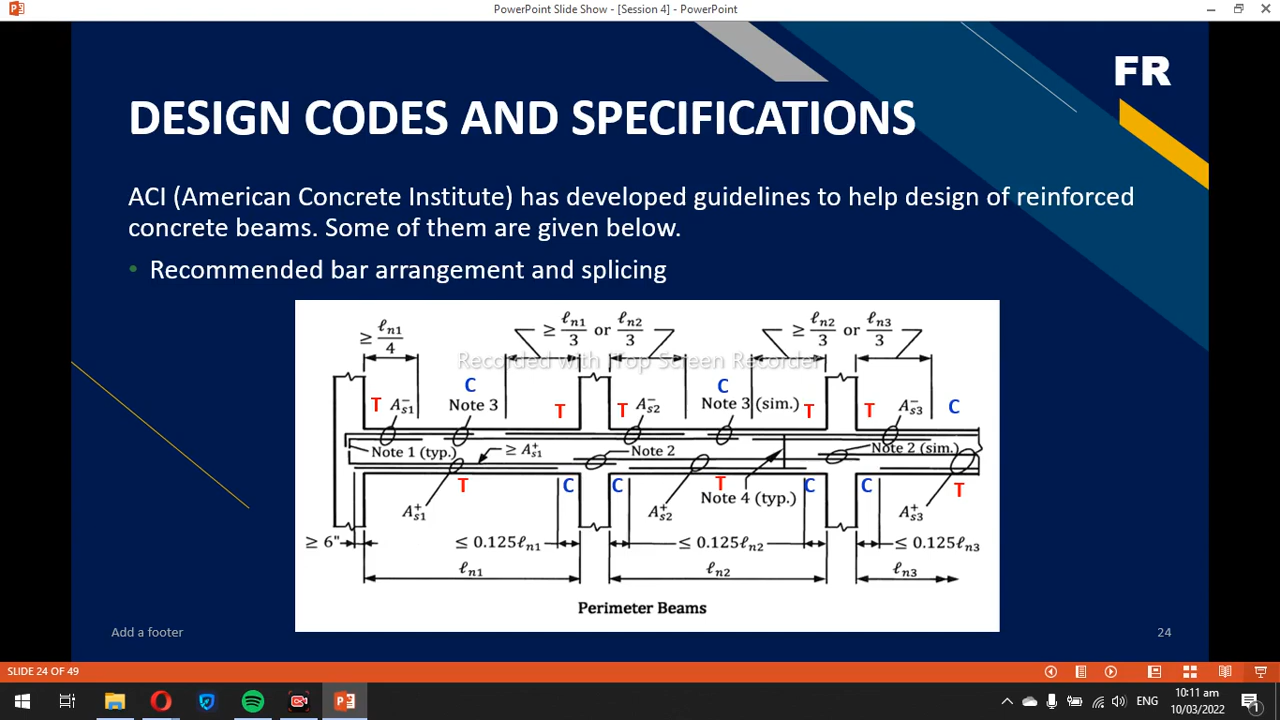 PowerPoint Slide Show - [Session 4] - PowerPoint
FR
DESIGN CODES AND SPECIFICATIONS
ACI (American Concrete Institute) has developed guidelines to help design of reinforced
concrete beams. Some of them are given below.
• Recommended bar arrangement and splicing
≥ ℓn1/4
≥ ℓn1/3 or ℓn2/3
≥ ℓn2/3 or ℓn3/3
Recorded with iTop Screen Recorder
C C
T A⁻s1 Note 3 T T A⁻s2 Note 3 (sim.) T T A⁻s3 C
Note 1 (typ.) ≥ A⁺s1 Note 2 Note 2 (sim.)
T C C T C C T
A⁺s1 A⁺s2 Note 4 (typ.) A⁺s3
≥ 6" ≤ 0.125ℓn1 ≤ 0.125ℓn2 ≤ 0.125ℓn3
ℓn1 ℓn2 ℓn3
Perimeter Beams
Add a footer
24
SLIDE 24 OF 49
ENG
10:11 am
10/03/2022
1